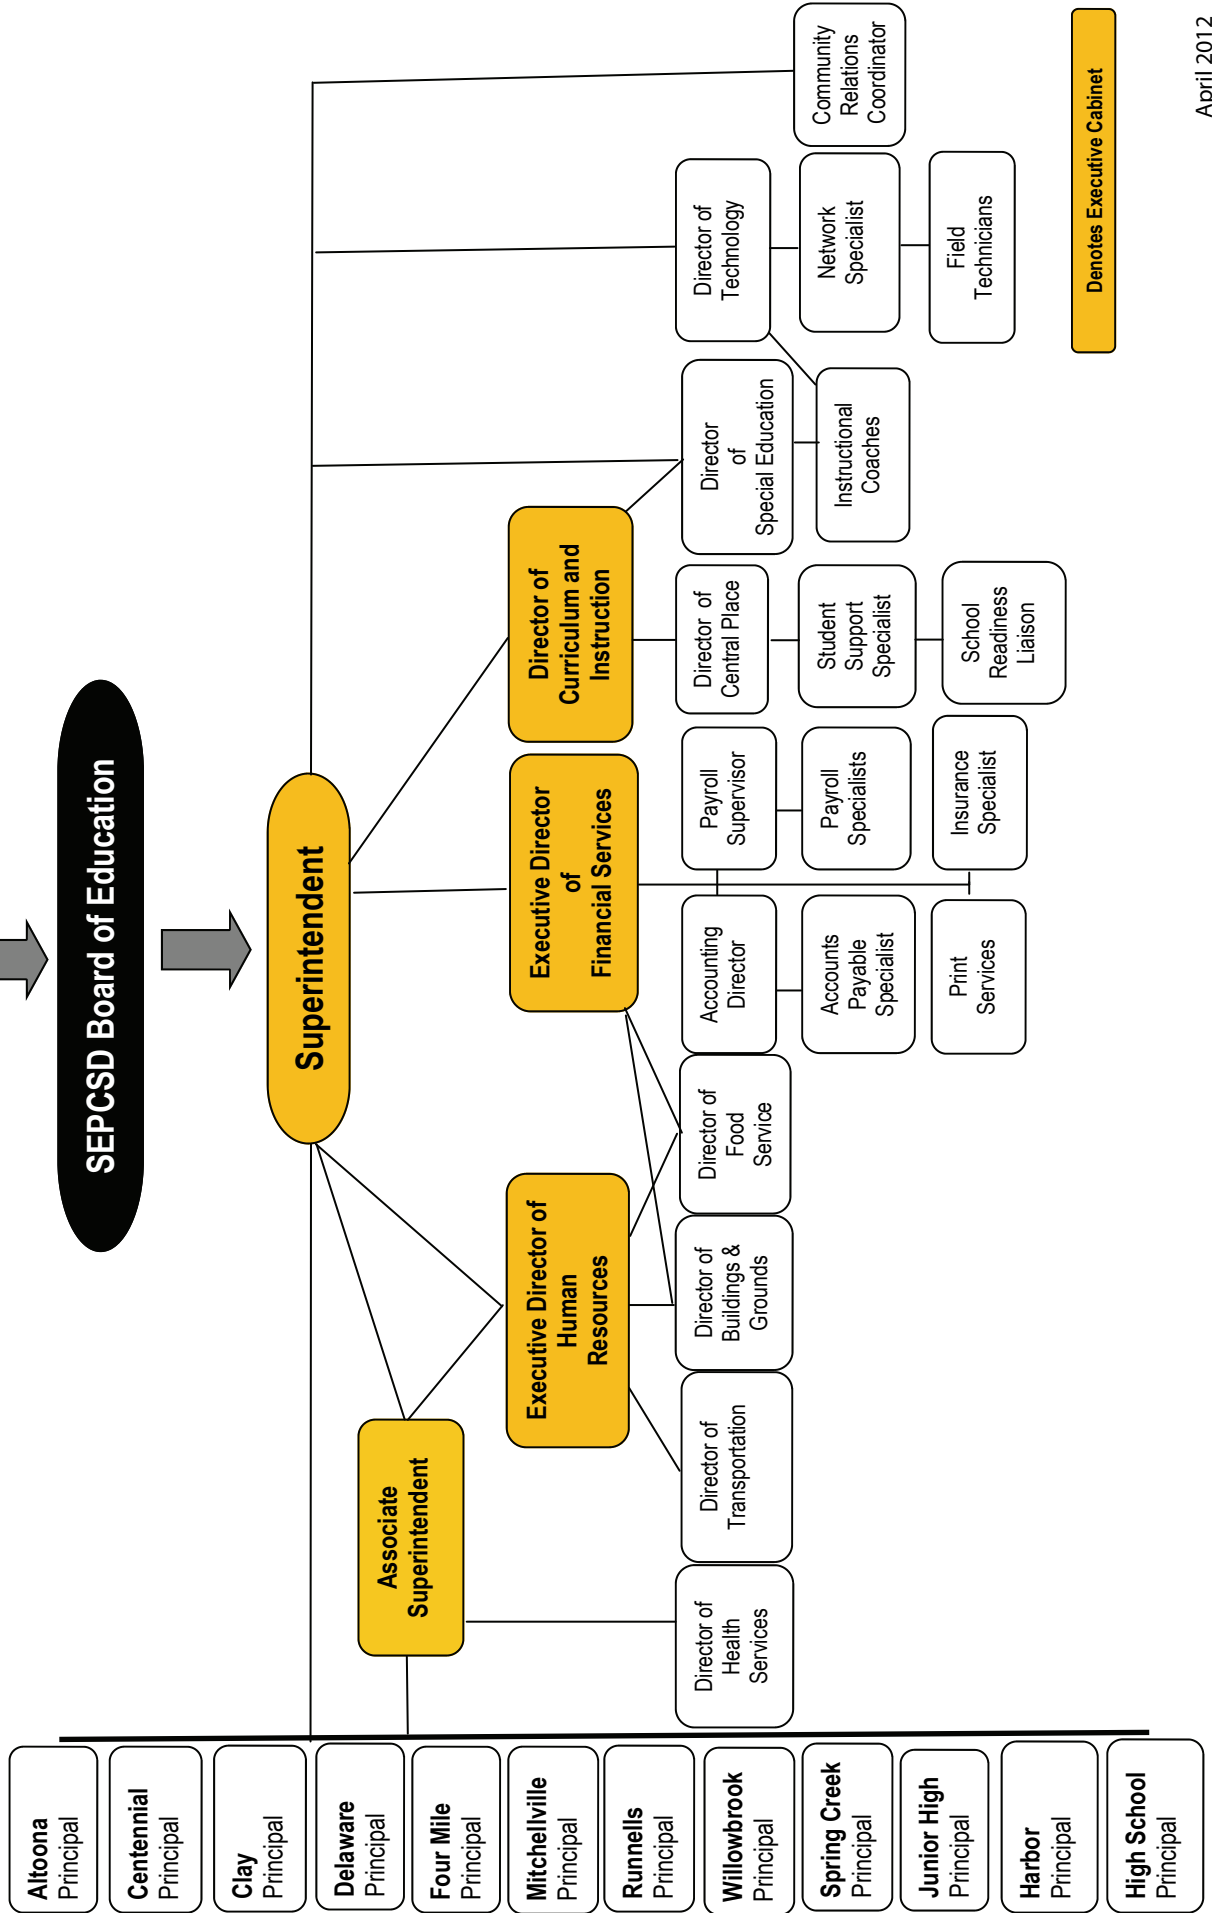 SEPCSD Board of Education
Superintendent
Associate
Superintendent
Executive Director of
Human
Resources
Executive Director
of
Financial Services
Director of
Curriculum and
Instruction
Director of
Health
Services
Director of
Transportation
Director of
Buildings &
Grounds
Director of
Food
Service
Accounting
Director
Payroll
Supervisor
Director of
Central Place
Director
of
Special Education
Director of
Technology
Community
Relations
Coordinator
Accounts
Payable
Specialist
Payroll
Specialists
Student
Support
Specialist
Instructional
Coaches
Network
Specialist
Print
Services
Insurance
Specialist
School
Readiness
Liaison
Field
Technicians
Altoona
Principal
Centennial
Principal
Clay
Principal
Delaware
Principal
Four Mile
Principal
Mitchellville
Principal
Runnells
Principal
Willowbrook
Principal
Spring Creek
Principal
Junior High
Principal
Harbor
Principal
High School
Principal
Denotes Executive Cabinet
April 2012